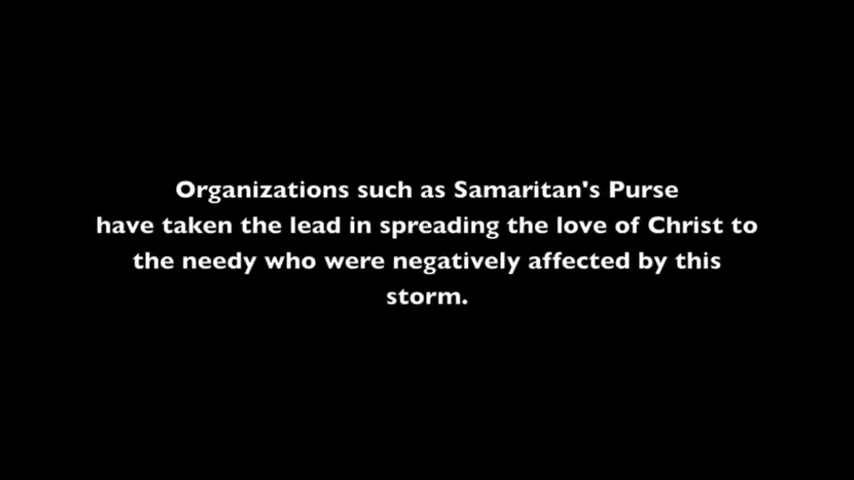 Organizations such as Samaritan's Purse
have taken the lead in spreading the love of Christ to
the needy who were negatively affected by this
storm.